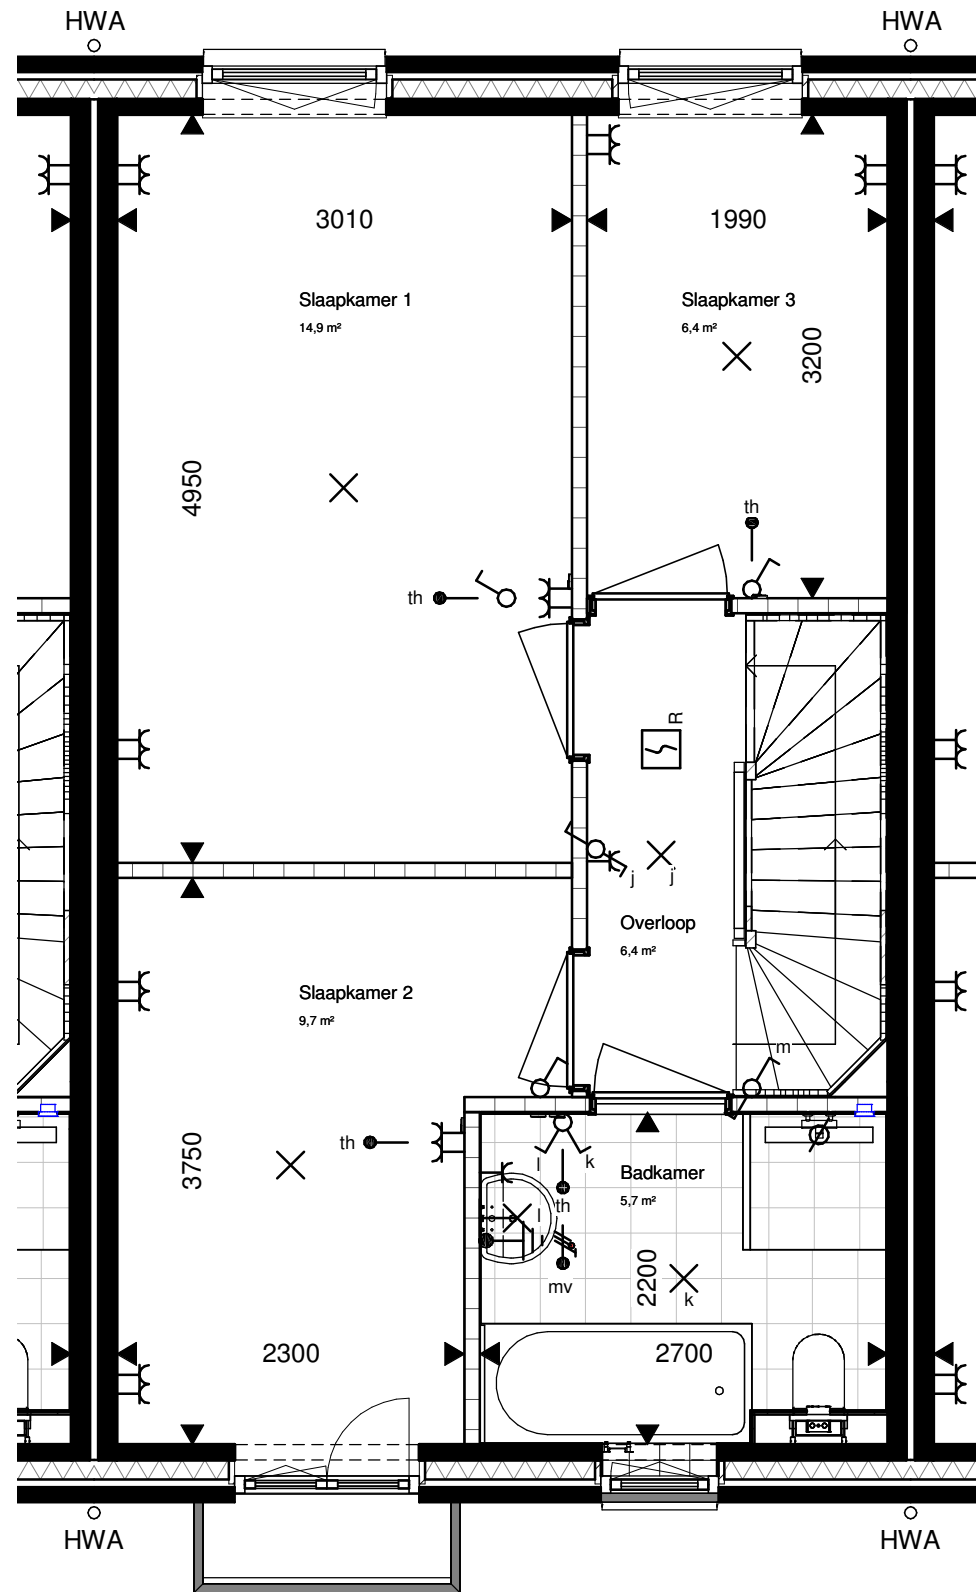 HWA
HWA
3010
1990
Slaapkamer 1
14,9 m²
Slaapkamer 3
6,4 m²
3200
4950
th
th
R
j
j
Overloop
6,4 m²
Slaapkamer 2
9,7 m²
m
th
3750
l
k
Badkamer
5,7 m²
th
l
l
mv
2200
k
2300
2700
HWA
HWA